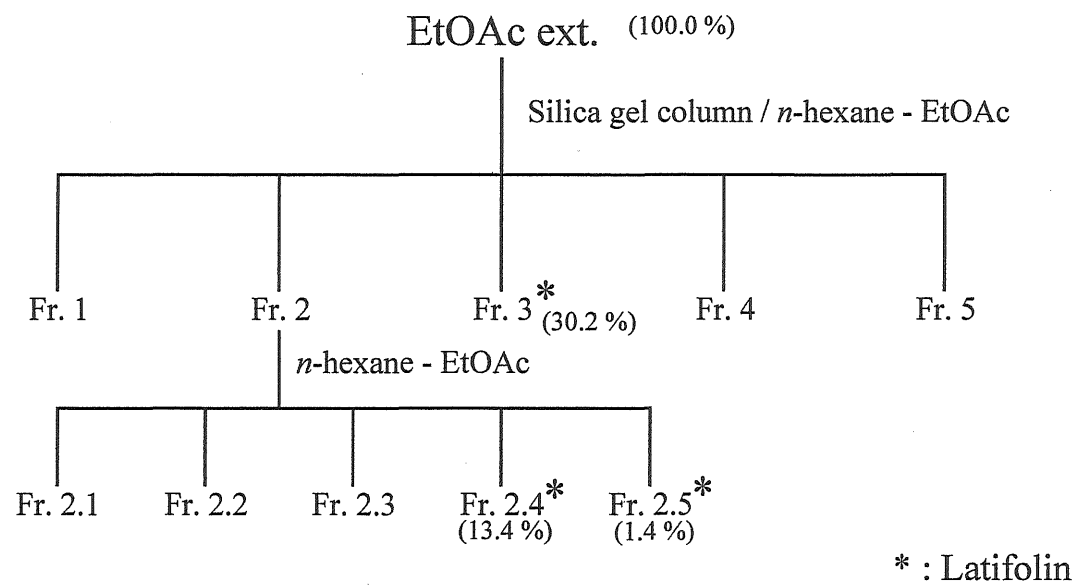 EtOAc ext. (100.0 %)
Silica gel column / n-hexane - EtOAc
Fr. 1 Fr. 2 Fr. 3* Fr. 4 Fr. 5
(30.2 %)
n-hexane - EtOAc
Fr. 2.1 Fr. 2.2 Fr. 2.3 Fr. 2.4* Fr. 2.5*
(13.4 %) (1.4 %)
* : Latifolin